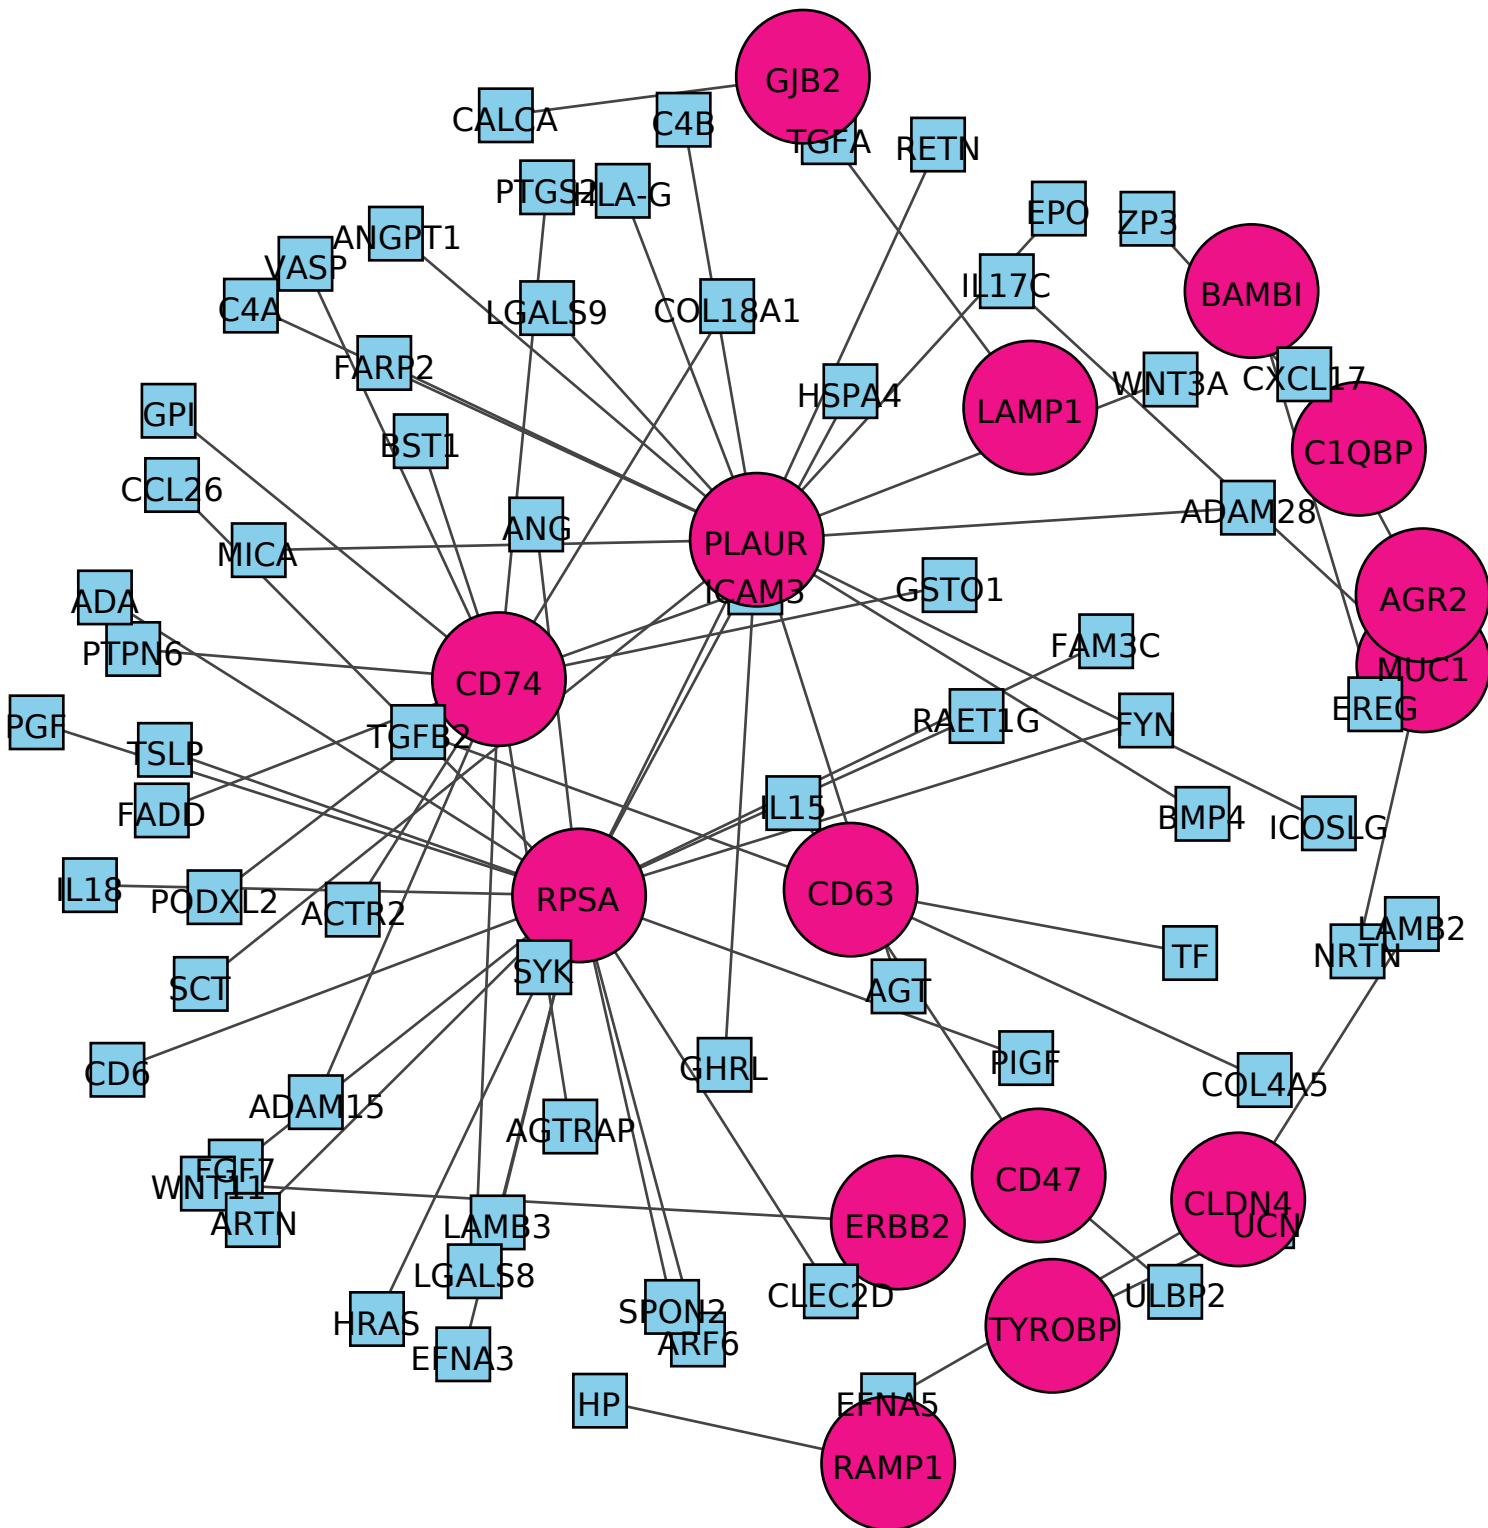 GJB2
CALCA
C4B
TGFA
RETN
PTGS2
HLA-G
EPO
ZP3
ANGPT1
VASP
IL17C
BAMBI
C4A
LGALS9
COL18A1
FARP2
HSPA4
WNT3A
CXCL17
GPI
LAMP1
BST1
C1QBP
CCL26
ADAM28
ANG
MICA
PLAUR
ICAM3
GSTO1
ADA
AGR2
PTPN6
FAM3C
CD74
MUC1
EREG
PGF
TSLP
TGFB2
RAET1G
FYN
FADD
IL15
BMP4
ICOSLG
IL18
PODXL2
ACTR2
RPSA
CD63
LAMB2
TF
NRTN
SYK
SCT
AGT
CD6
GHRL
PIGF
COL4A5
ADAM15
AGTRAP
FGF7
WNT11
CD47
ARTN
LAMB3
ERBB2
CLDN4
UCN
LGALS8
CLEC2D
ULBP2
SPON2
HRAS
ARF6
TYROBP
EFNA3
HP
EFNA5
RAMP1